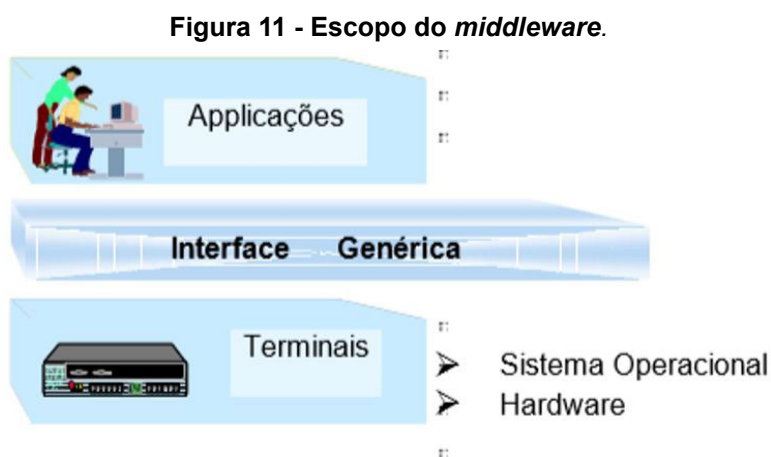 Figura 11 - Escopo do middleware.
Applicações
Interface Genérica
Terminais
Sistema Operacional
Hardware